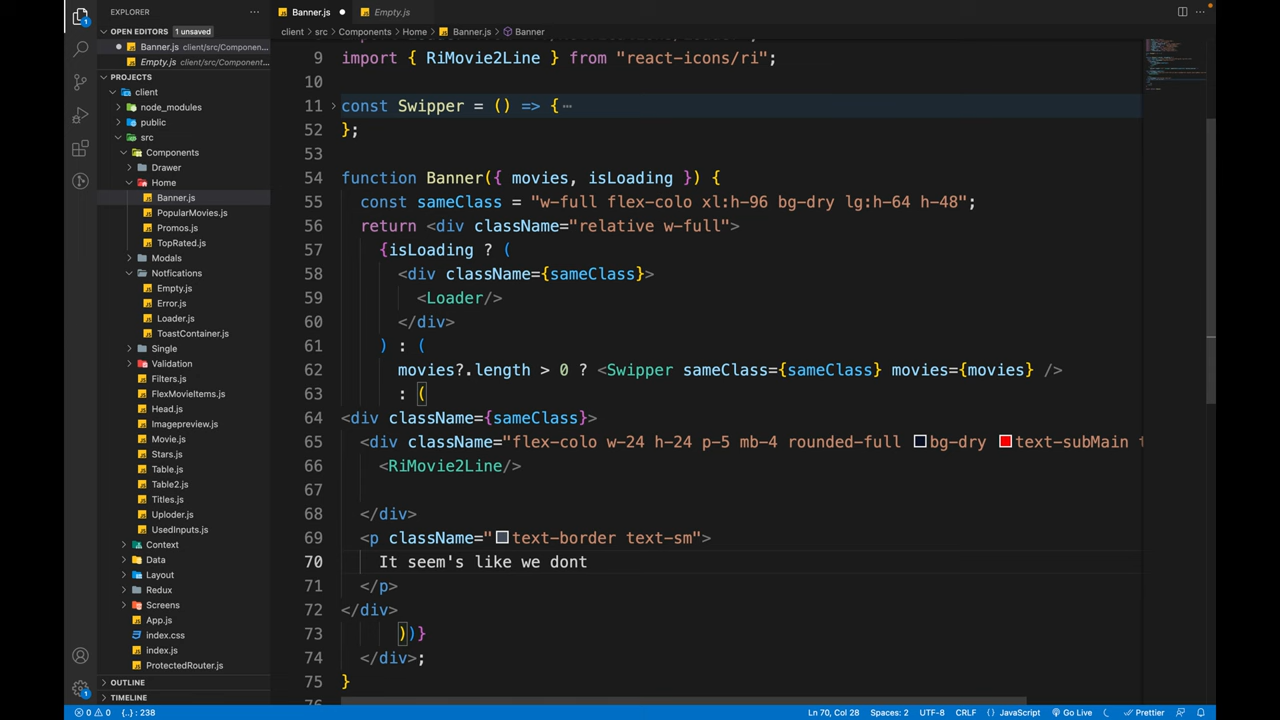 EXPLORER
OPEN EDITORS 1 unsaved
Banner.js client/src/Componen...
Empty.js client/src/Component...
PROJECTS
client
node_modules
public
src
Components
Drawer
Home
Banner.js
PopularMovies.js
Promos.js
TopRated.js
Modals
Notfications
Empty.js
Error.js
Loader.js
ToastContainer.js
Single
Validation
Filters.js
FlexMovieItems.js
Head.js
Imagepreview.js
Movie.js
Stars.js
Table.js
Table2.js
Titles.js
Uploder.js
UsedInputs.js
Context
Data
Layout
Redux
Screens
App.js
index.css
index.js
ProtectedRouter.js
OUTLINE
TIMELINE
Banner.js Empty.js
client > src > Components > Home > Banner.js > Banner
9 import { RiMovie2Line } from "react-icons/ri";
10
11 const Swipper = () => { ...
52 };
53
54 function Banner({ movies, isLoading }) {
55 const sameClass = "w-full flex-colo xl:h-96 bg-dry lg:h-64 h-48";
56 return <div className="relative w-full">
57 {isLoading ? (
58 <div className={sameClass}>
59 <Loader/>
60 </div>
61 ) : (
62 movies?.length > 0 ? <Swipper sameClass={sameClass} movies={movies} />
63 : (
64 <div className={sameClass}>
65 <div className="flex-colo w-24 h-24 p-5 mb-4 rounded-full bg-dry text-subMain
66 <RiMovie2Line/>
67
68 </div>
69 <p className="text-border text-sm">
70 It seem's like we dont
71 </p>
72 </div>
73 ))}
74 </div>;
75 }
76
0 0 {..} : 238 Ln 70, Col 28 Spaces: 2 UTF-8 CRLF {} JavaScript Go Live Prettier